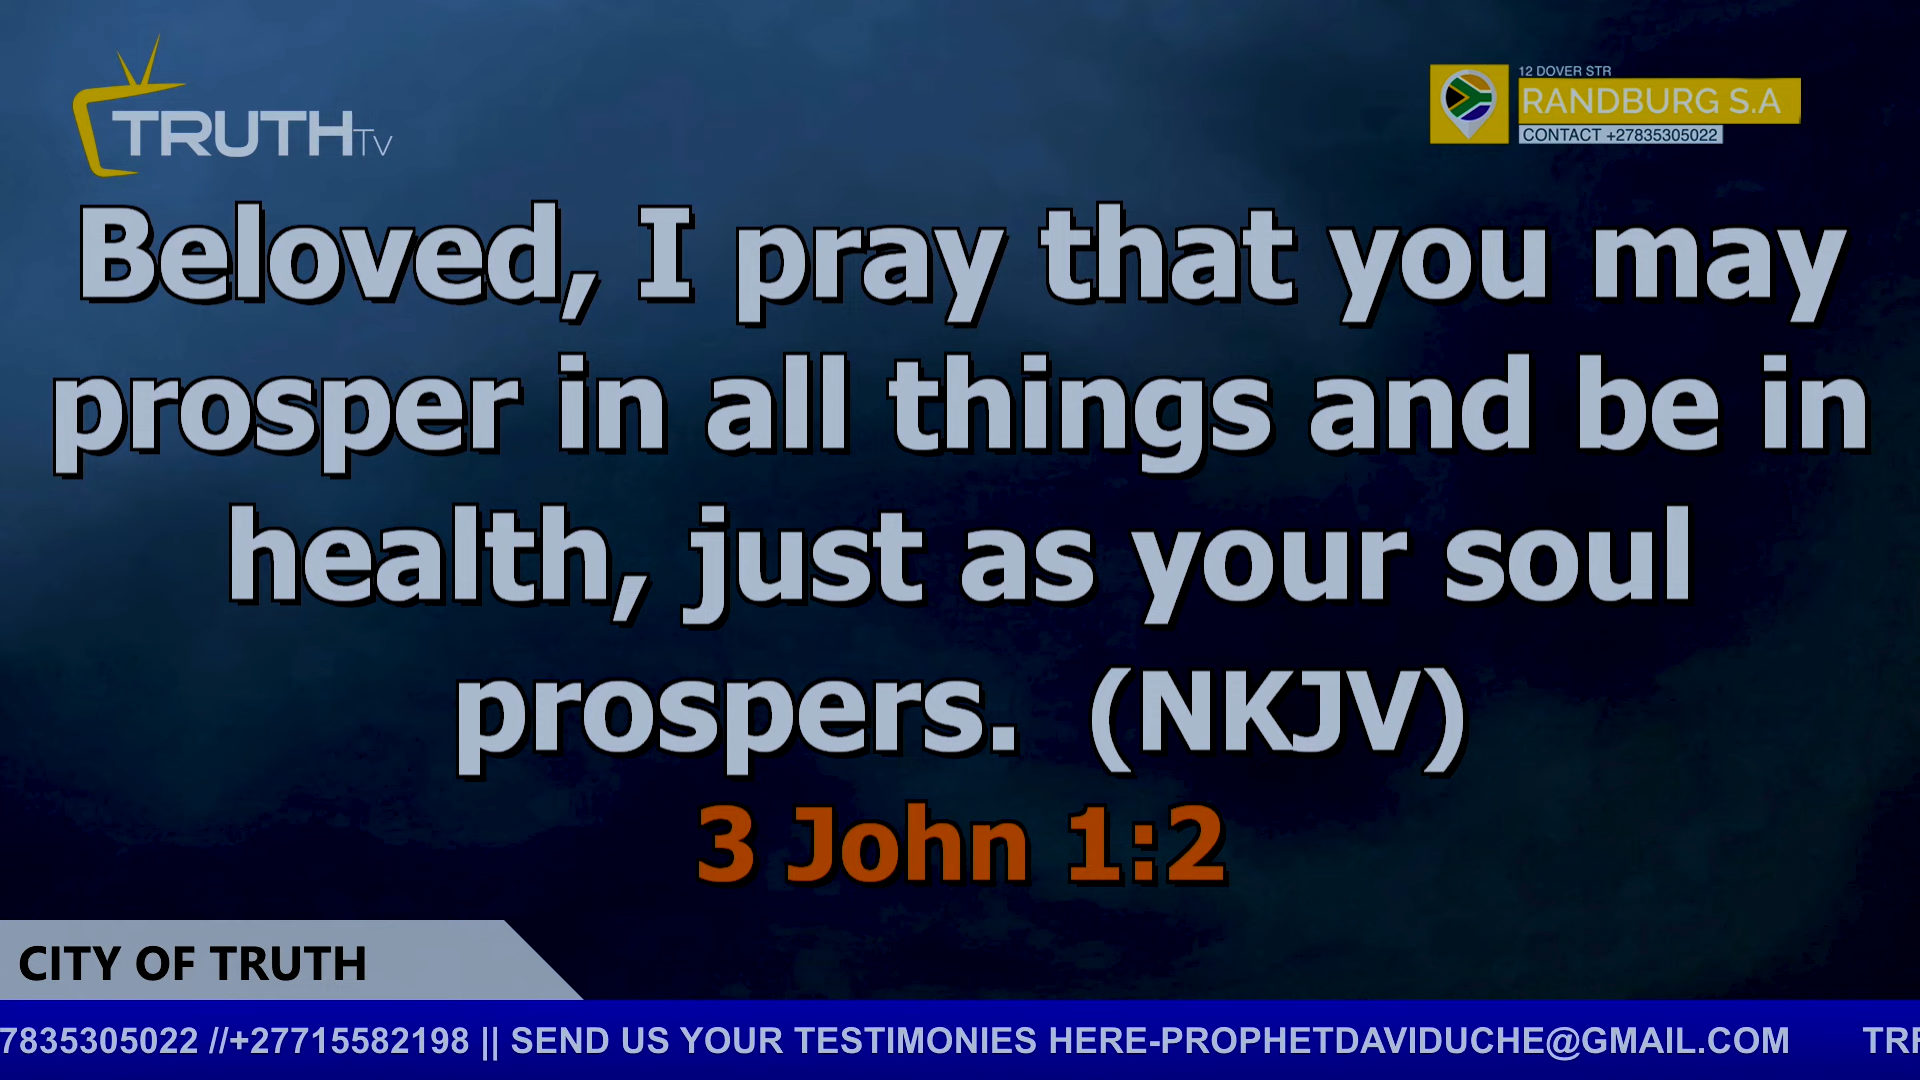 TRUTHTv
12 DOVER STR
RANDBURG S.A
CONTACT +27835305022
Beloved, I pray that you may
prosper in all things and be in
health, just as your soul
prospers.  (NKJV)
3 John 1:2
CITY OF TRUTH
7835305022 //+27715582198 || SEND US YOUR TESTIMONIES HERE-PROPHETDAVIDUCHE@GMAIL.COM